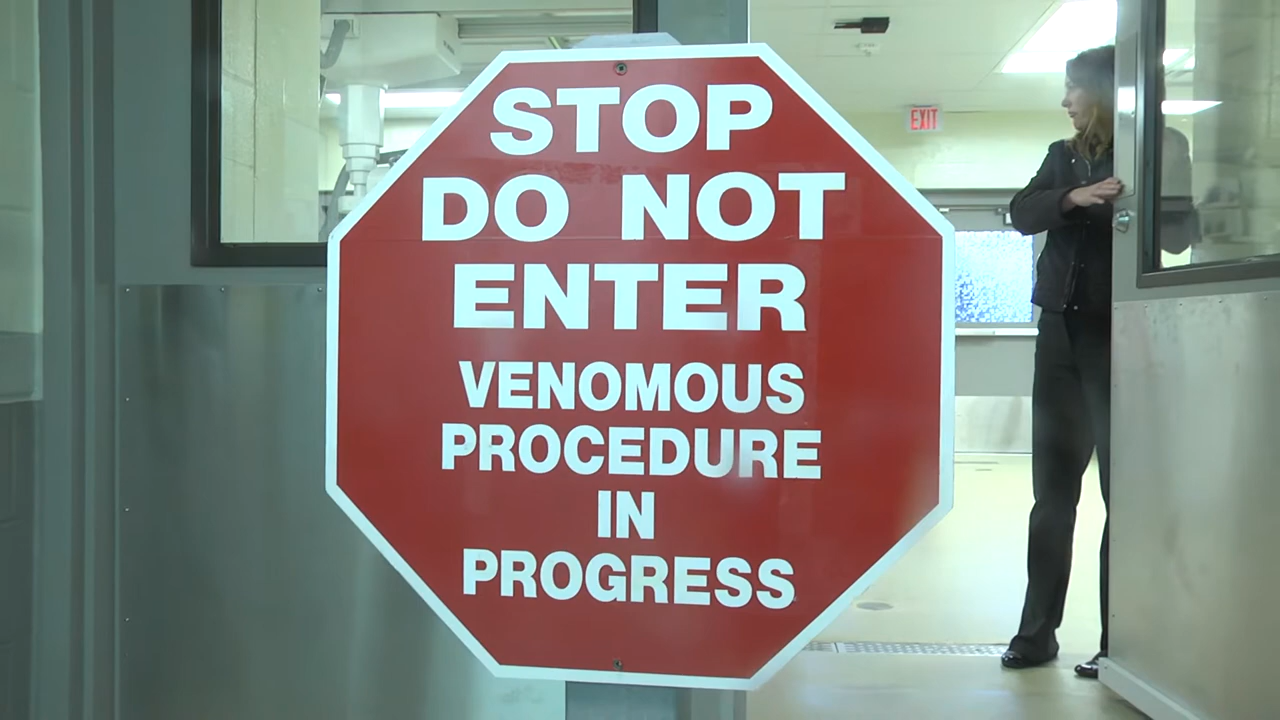 STOP
DO NOT
ENTER
VENOMOUS
PROCEDURE
IN
PROGRESS
EXIT